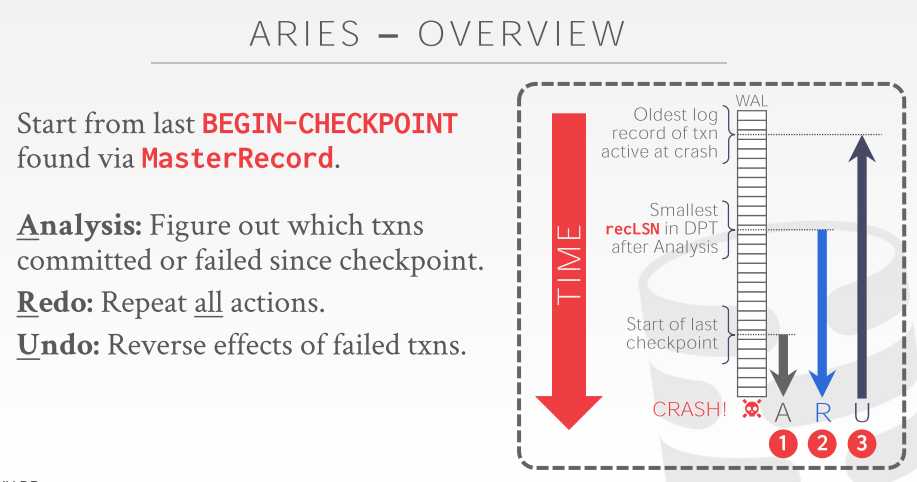 ARIES – OVERVIEW
Start from last BEGIN-CHECKPOINT
found via MasterRecord.
Analysis: Figure out which txns
committed or failed since checkpoint.
Redo: Repeat all actions.
Undo: Reverse effects of failed txns.
TIME
WAL
Oldest log
record of txn
active at crash
Smallest
recLSN in DPT
after Analysis
Start of last
checkpoint
CRASH!
A R U
1 2 3